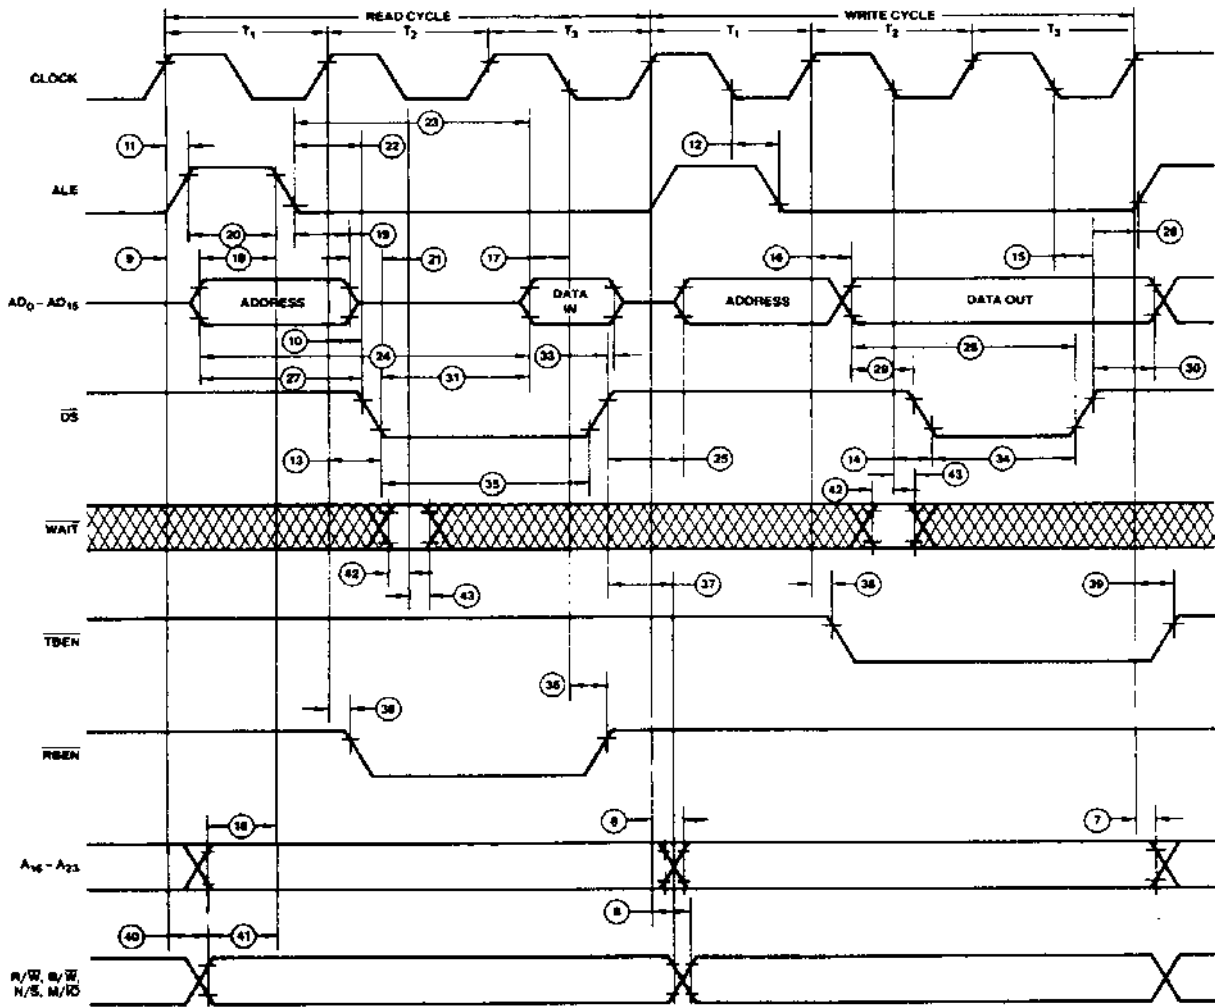 READ CYCLE WRITE CYCLE
T₁ T₂ T₃ T₁ T₂ T₃
CLOCK
23
11 22 12
ALE
20 19 26
9 18 21 17 16 15
AD₀ – AD₁₅ ADDRESS DATA IN ADDRESS DATA OUT
10 24 33 28
27 31 29 30
DS
13 25 14 34
35 42 43
WAIT
42 43 37 38 39
TBEN
36
38
RBEN
18 6 7
A₁₆ – A₂₃
8
40 41
R/W, B/W,
N/S, M/IO